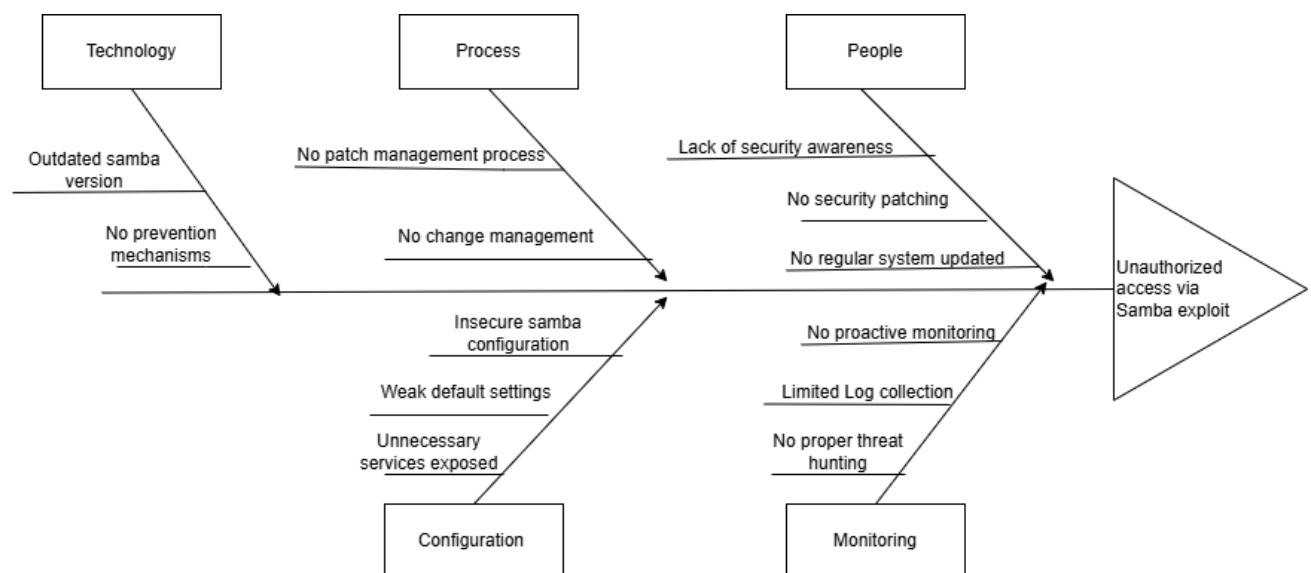 Technology
Process
People
Outdated samba
version
No prevention
mechanisms
No patch management process
No change management
Lack of security awareness
No security patching
No regular system updated
Unauthorized
access via
Samba exploit
Insecure samba
configuration
Weak default settings
Unnecessary
services exposed
No proactive monitoring
Limited Log collection
No proper threat
hunting
Configuration
Monitoring